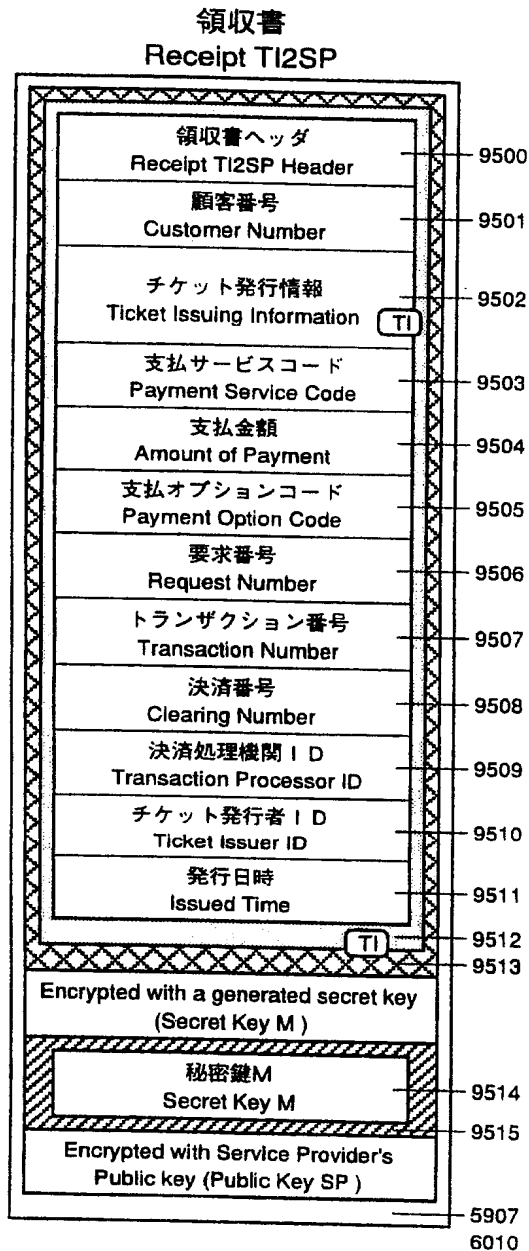 領収書
Receipt TI2SP
領収書ヘッダ
Receipt TI2SP Header
9500
顧客番号
Customer Number
9501
チケット発行情報
Ticket Issuing Information
TI
9502
支払サービスコード
Payment Service Code
9503
支払金額
Amount of Payment
9504
支払オプションコード
Payment Option Code
9505
要求番号
Request Number
9506
トランザクション番号
Transaction Number
9507
決済番号
Clearing Number
9508
決済処理機関ID
Transaction Processor ID
9509
チケット発行者ID
Ticket Issuer ID
9510
発行日時
Issued Time
9511
TI
9512
9513
Encrypted with a generated secret key
(Secret Key M )
秘密鍵M
Secret Key M
9514
9515
Encrypted with Service Provider's
Public key (Public Key SP )
5907
6010